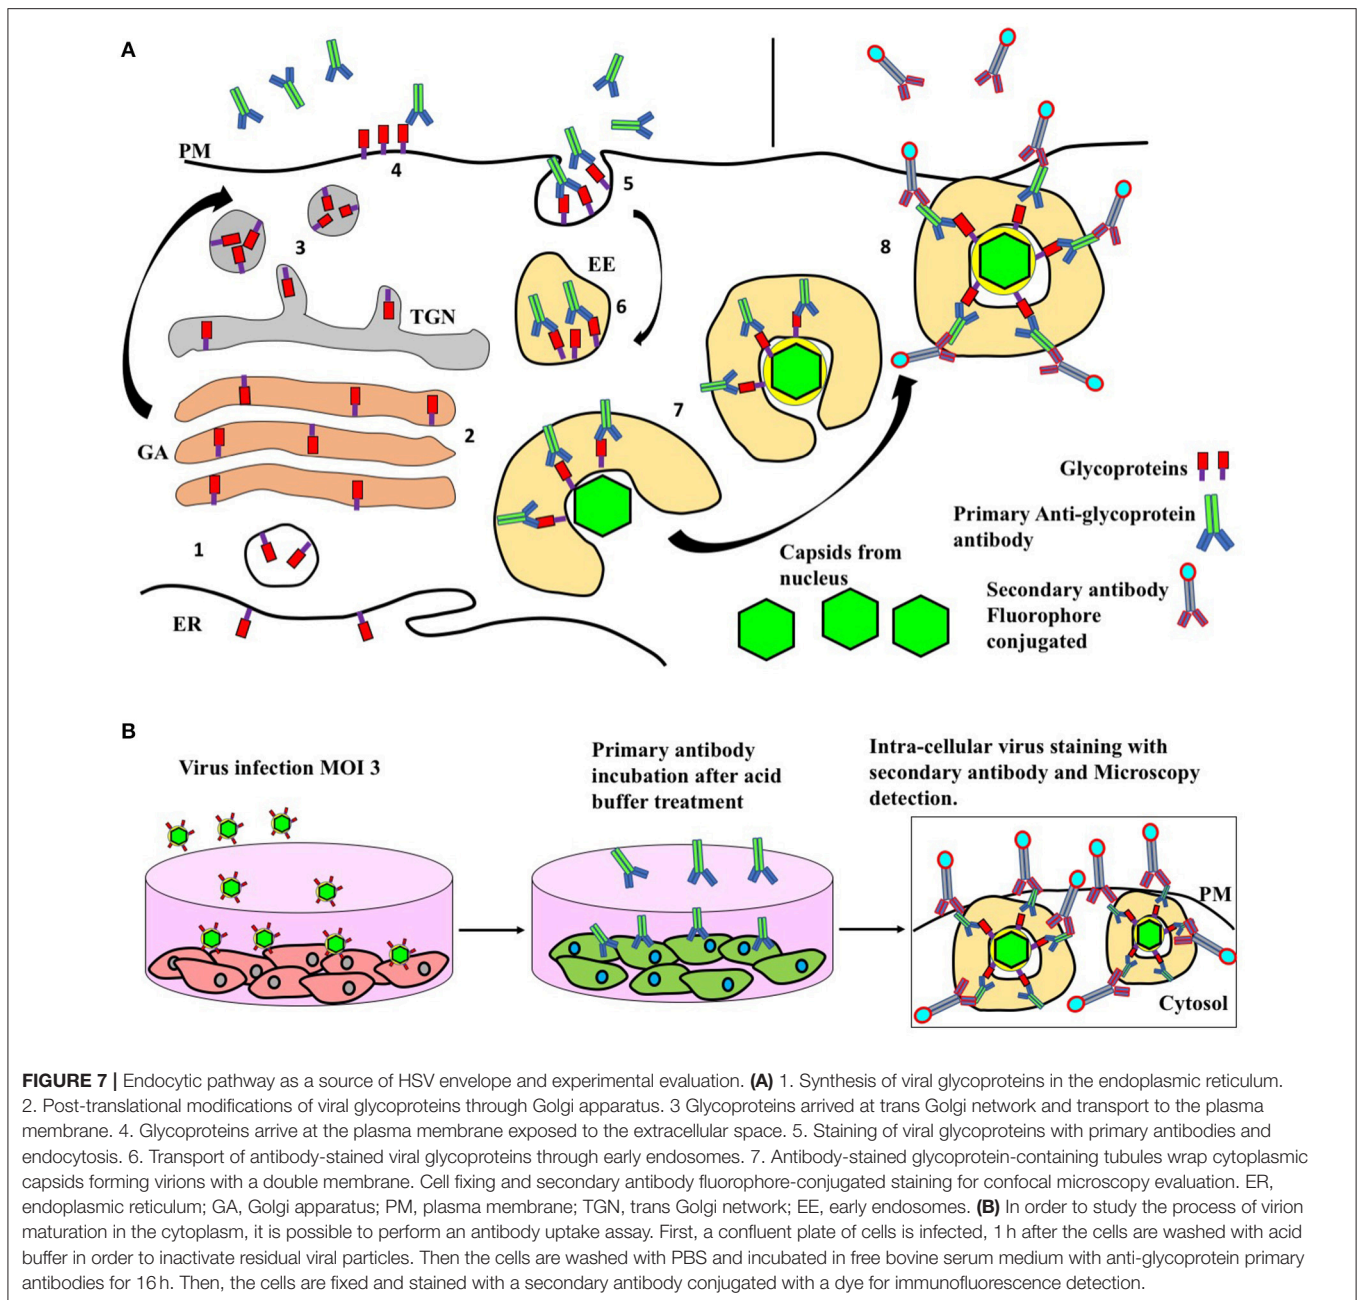 A
PM
4
5
3
EE
6
TGN
8
7
2
GA
1
ER
Glycoproteins
Primary Anti-glycoprotein
antibody
Capsids from
nucleus
Secondary antibody
Fluorophore
conjugated
B
Virus infection MOI 3
Primary antibody
incubation after acid
buffer treatment
Intra-cellular virus staining with
secondary antibody and Microscopy
detection.
PM
Cytosol
FIGURE 7 | Endocytic pathway as a source of HSV envelope and experimental evaluation. (A) 1. Synthesis of viral glycoproteins in the endoplasmic reticulum.
2. Post-translational modifications of viral glycoproteins through Golgi apparatus. 3 Glycoproteins arrived at trans Golgi network and transport to the plasma
membrane. 4. Glycoproteins arrive at the plasma membrane exposed to the extracellular space. 5. Staining of viral glycoproteins with primary antibodies and
endocytosis. 6. Transport of antibody-stained viral glycoproteins through early endosomes. 7. Antibody-stained glycoprotein-containing tubules wrap cytoplasmic
capsids forming virions with a double membrane. Cell fixing and secondary antibody fluorophore-conjugated staining for confocal microscopy evaluation. ER,
endoplasmic reticulum; GA, Golgi apparatus; PM, plasma membrane; TGN, trans Golgi network; EE, early endosomes. (B) In order to study the process of virion
maturation in the cytoplasm, it is possible to perform an antibody uptake assay. First, a confluent plate of cells is infected, 1 h after the cells are washed with acid
buffer in order to inactivate residual viral particles. Then the cells are washed with PBS and incubated in free bovine serum medium with anti-glycoprotein primary
antibodies for 16 h. Then, the cells are fixed and stained with a secondary antibody conjugated with a dye for immunofluorescence detection.